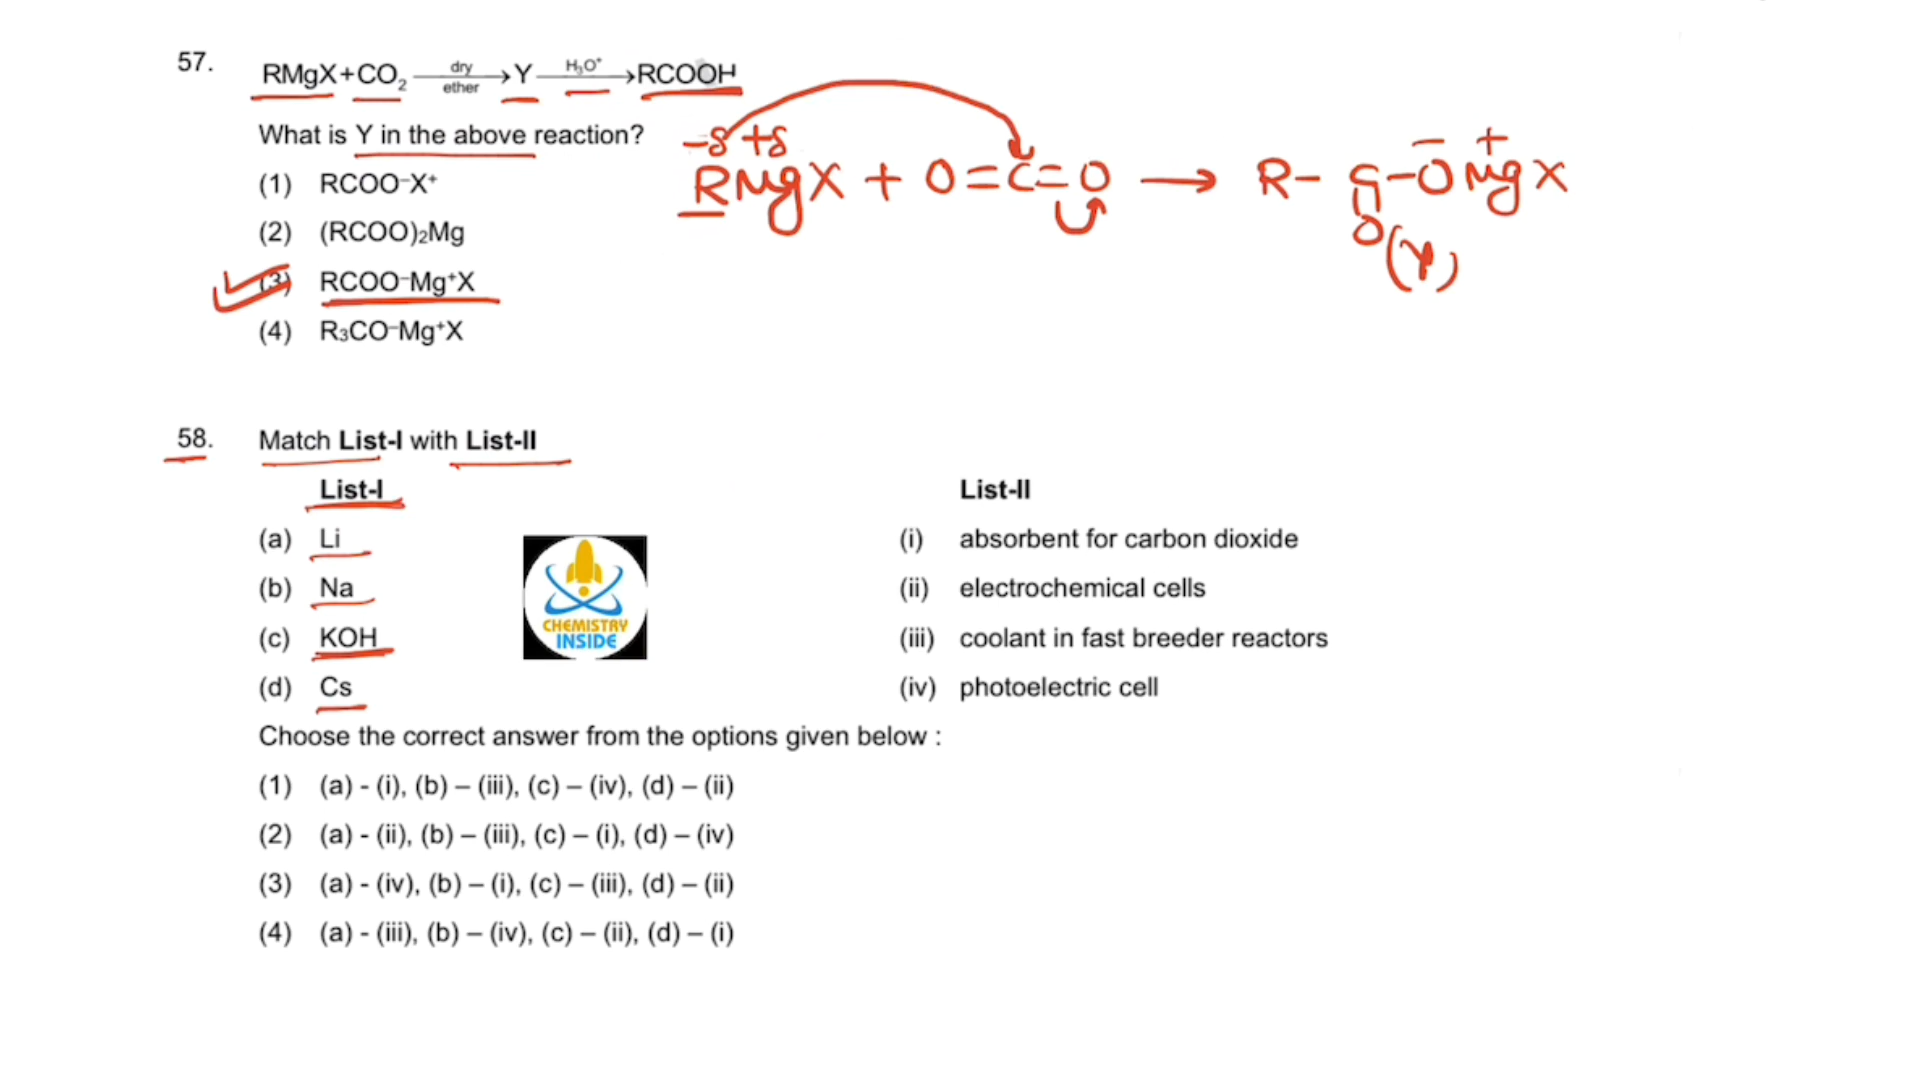 57. RMgX+CO₂ dry ether → Y H₃O⁺ → RCOOH
What is Y in the above reaction?
(1) RCOO⁻X⁺
(2) (RCOO)₂Mg
(3) RCOO⁻Mg⁺X
(4) R₃CO⁻Mg⁺X
−δ +δ
RMgX + O=C=O → R-C-O⁻ Mg⁺X
O
(Y)
58. Match List-I with List-II
List-I List-II
(a) Li (i) absorbent for carbon dioxide
(b) Na (ii) electrochemical cells
(c) KOH (iii) coolant in fast breeder reactors
(d) Cs (iv) photoelectric cell
CHEMISTRY
INSIDE
Choose the correct answer from the options given below :
(1) (a) - (i), (b) – (iii), (c) – (iv), (d) – (ii)
(2) (a) - (ii), (b) – (iii), (c) – (i), (d) – (iv)
(3) (a) - (iv), (b) – (i), (c) – (iii), (d) – (ii)
(4) (a) - (iii), (b) – (iv), (c) – (ii), (d) – (i)